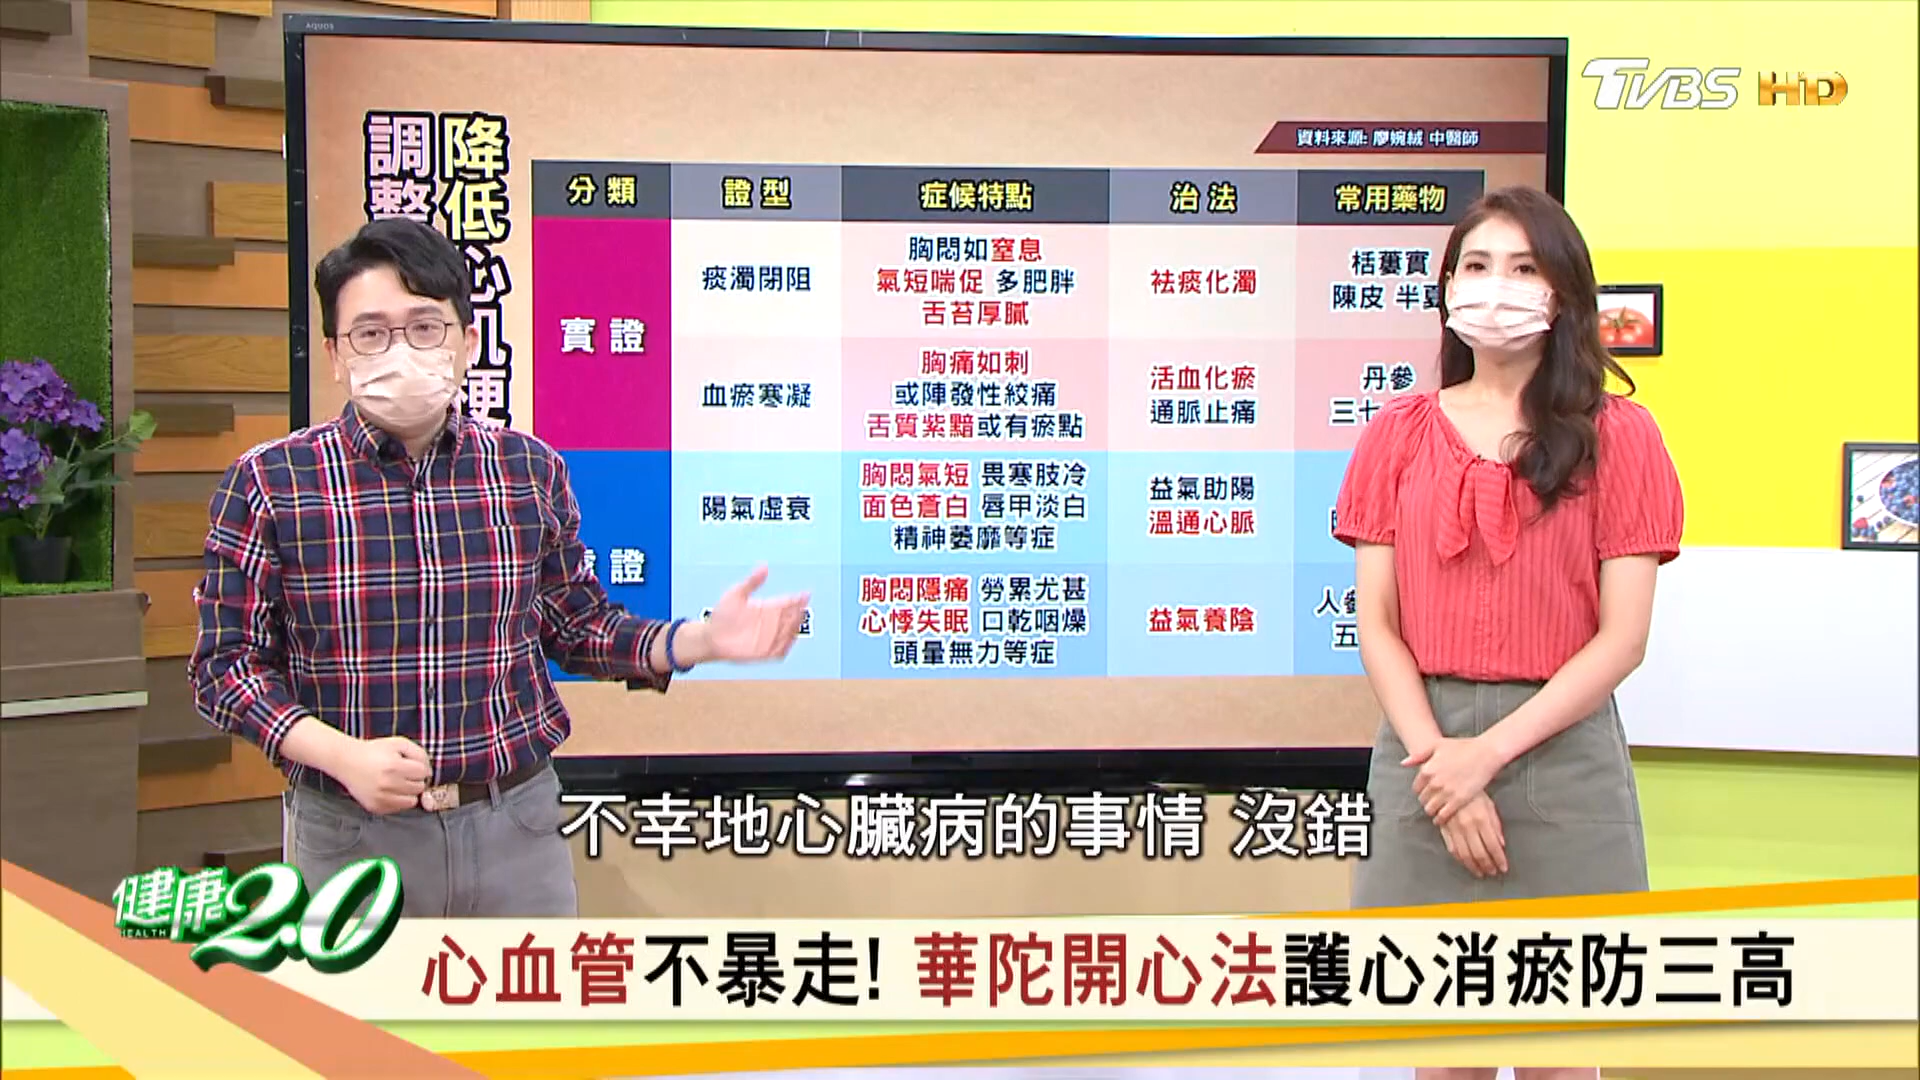 AQUOS
TVBS HD
資料來源: 廖婉絨 中醫師
降低心肌梗
調整
分類 證型 症候特點 治法 常用藥物
實證
痰濁閉阻
胸悶如窒息
氣短喘促 多肥胖
舌苔厚膩
祛痰化濁
栝蔞實
陳皮 半夏
血瘀寒凝
胸痛如刺
或陣發性絞痛
舌質紫黯或有瘀點
活血化瘀
通脈止痛
丹參
三七
證
陽氣虛衰
胸悶氣短 畏寒肢冷
面色蒼白 唇甲淡白
精神萎靡等症
益氣助陽
溫通心脈
胸悶隱痛 勞累尤甚
心悸失眠 口乾咽燥
頭暈無力等症
益氣養陰
人參
五
不幸地心臟病的事情 沒錯
健康2.0
HEALTH
心血管不暴走! 華陀開心法護心消瘀防三高